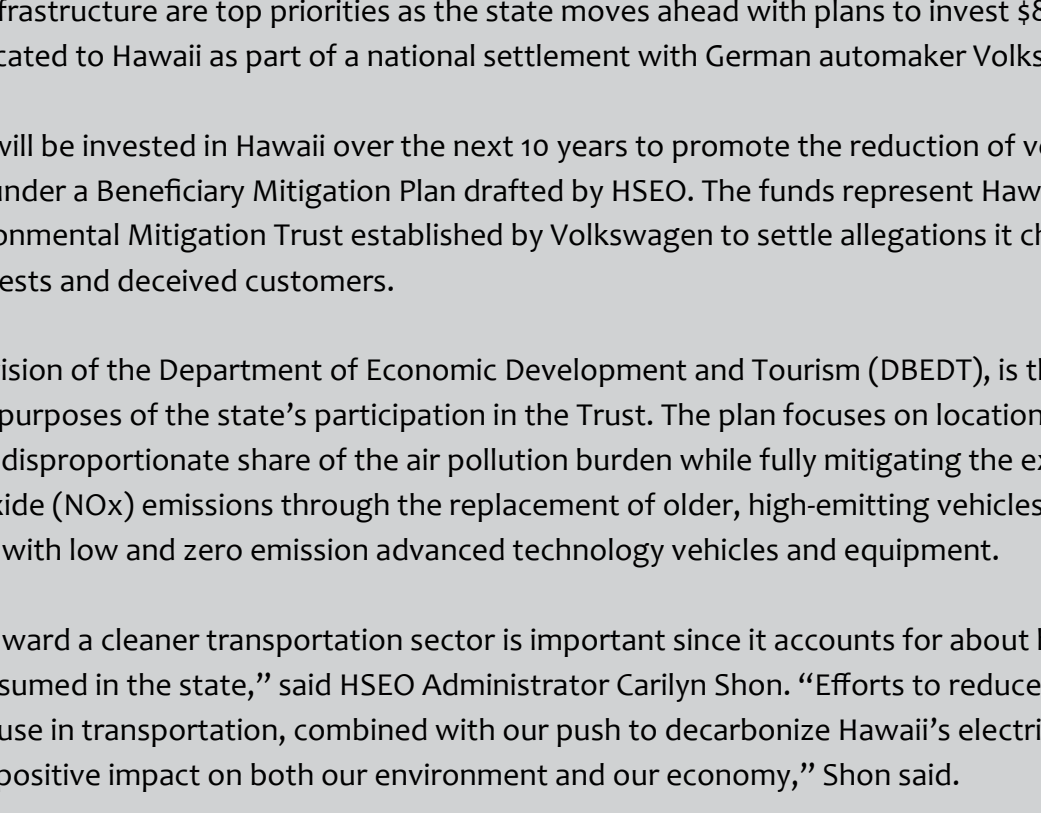 frastructure are top priorities as the state moves ahead with plans to invest $8
cated to Hawaii as part of a national settlement with German automaker Volks
will be invested in Hawaii over the next 10 years to promote the reduction of v
under a Beneficiary Mitigation Plan drafted by HSEO. The funds represent Haw
onmental Mitigation Trust established by Volkswagen to settle allegations it ch
ests and deceived customers.
ision of the Department of Economic Development and Tourism (DBEDT), is th
purposes of the state’s participation in the Trust. The plan focuses on location
disproportionate share of the air pollution burden while fully mitigating the ex
xide (NOx) emissions through the replacement of older, high-emitting vehicles
with low and zero emission advanced technology vehicles and equipment.
ward a cleaner transportation sector is important since it accounts for about h
sumed in the state,” said HSEO Administrator Carilyn Shon. “Efforts to reduce
use in transportation, combined with our push to decarbonize Hawaii’s electri
positive impact on both our environment and our economy,” Shon said.